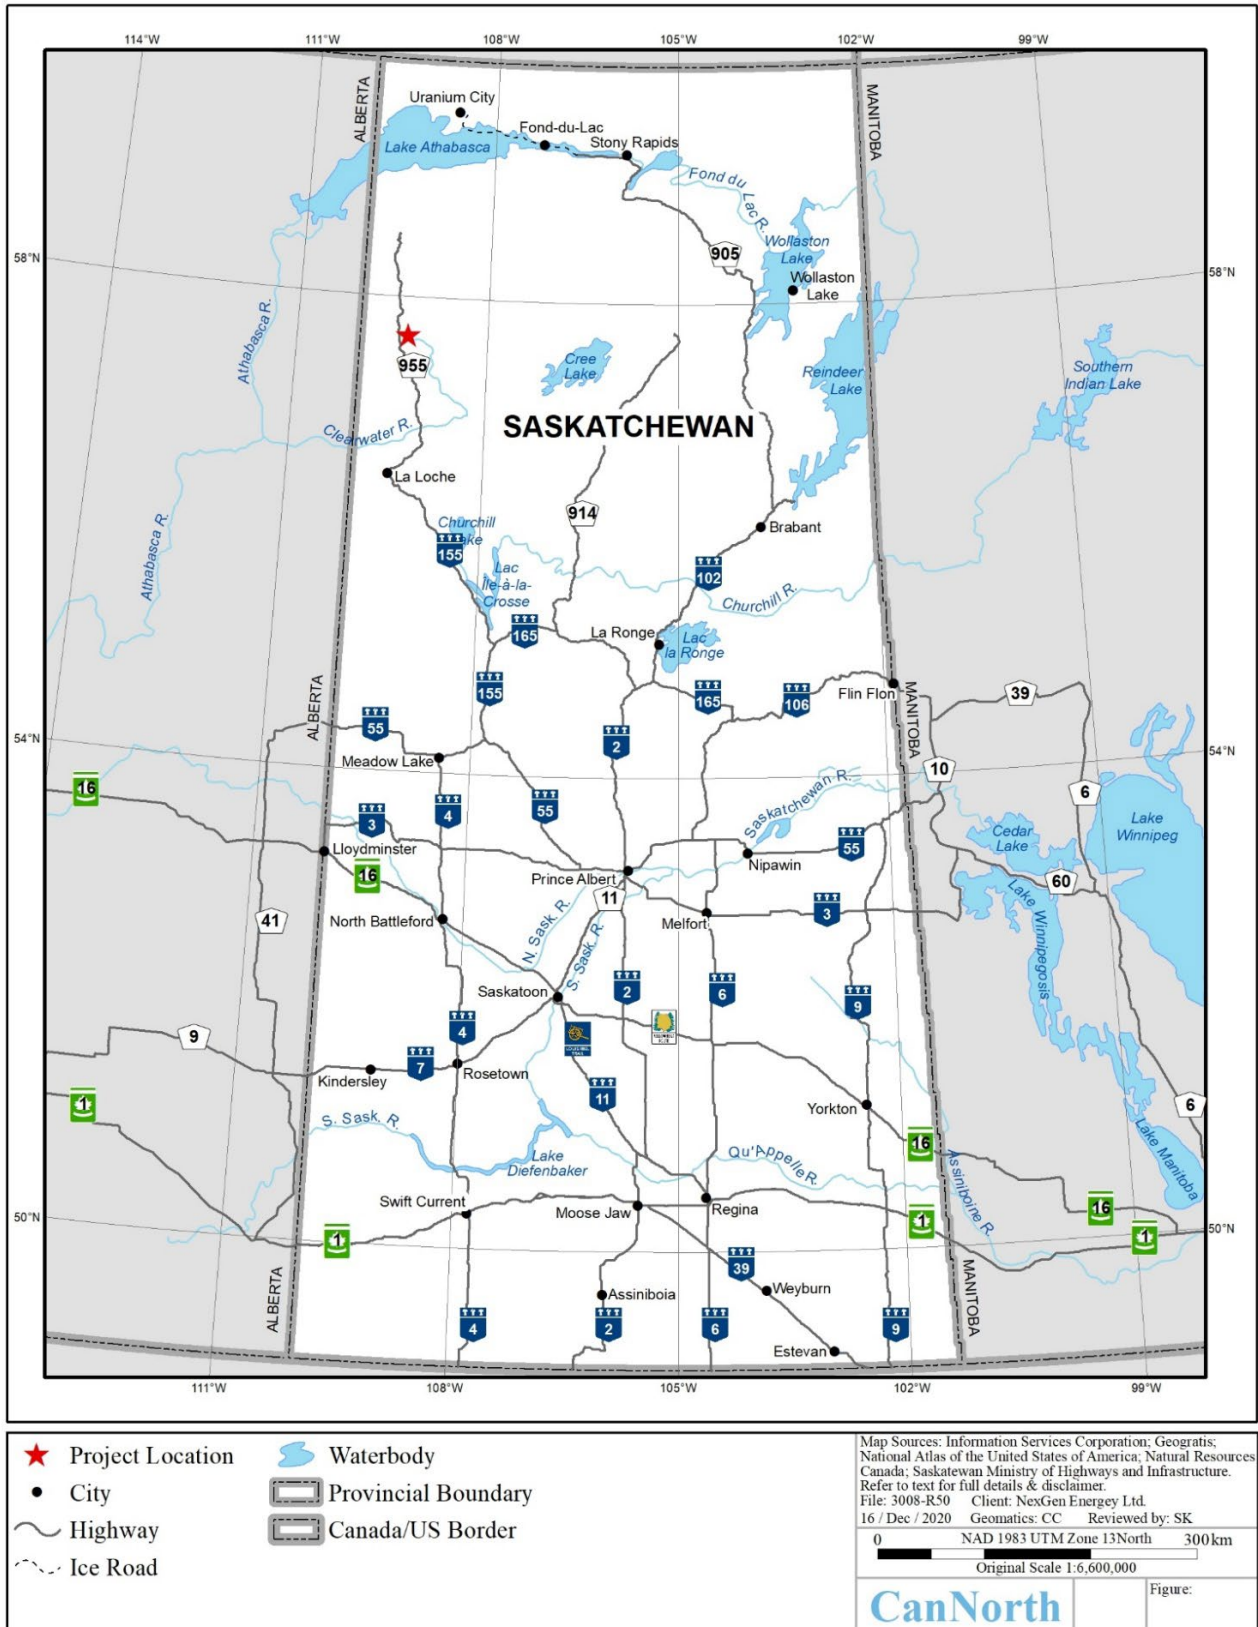 114°W
111°W
108°W
105°W
102°W
99°W
ALBERTA
MANITOBA
Uranium City
Fond-du-Lac
Lake Athabasca
Stony Rapids
Fond du
Lac R.
58°N
905
Wollaston
Lake
58°N
Wollaston
Lake
Athabasca R.
955
Cree
Lake
Reindeer
Lake
Southern
Indian Lake
SASKATCHEWAN
Clearwater R.
La Loche
914
Churchill
Lake
Brabant
155
Athabasca R.
Lac
Île-à-la-
Crosse
102
Churchill R.
165
La Ronge
Lac
la Ronge
ALBERTA
155
165
106
Flin Flon
MANITOBA
39
55
2
54°N
54°N
Meadow Lake
10
16
6
55
4
3
Saskatchewan R.
Cedar
Lake
Lake
Winnipeg
Lloydminster
55
Nipawin
16
Prince Albert
60
11
41
North Battleford
N. Sask. R.
Melfort
3
Lake Winnipegosis
S. Sask. R.
Saskatoon
2
6
9
9
4
7
Kindersley
Rosetown
1
11
Yorkton
6
S. Sask. R.
16
Lake
Diefenbaker
Qu'Appelle R.
Assiniboine R.
Lake Manitoba
Swift Current
Moose Jaw
Regina
50°N
50°N
1
1
16
1
39
Weyburn
ALBERTA
Assiniboia
MANITOBA
4
2
6
9
Estevan
111°W
108°W
105°W
102°W
99°W
Project Location
Waterbody
City
Provincial Boundary
Highway
Canada/US Border
Ice Road
Map Sources: Information Services Corporation; Geogratis;
National Atlas of the United States of America; Natural Resources
Canada; Saskatewan Ministry of Highways and Infrastructure.
Refer to text for full details & disclaimer.
File: 3008-R50 Client: NexGen Energey Ltd.
16 / Dec / 2020 Geomatics: CC Reviewed by: SK
0 NAD 1983 UTM Zone 13North 300 km
Original Scale 1:6,600,000
CanNorth
Figure: